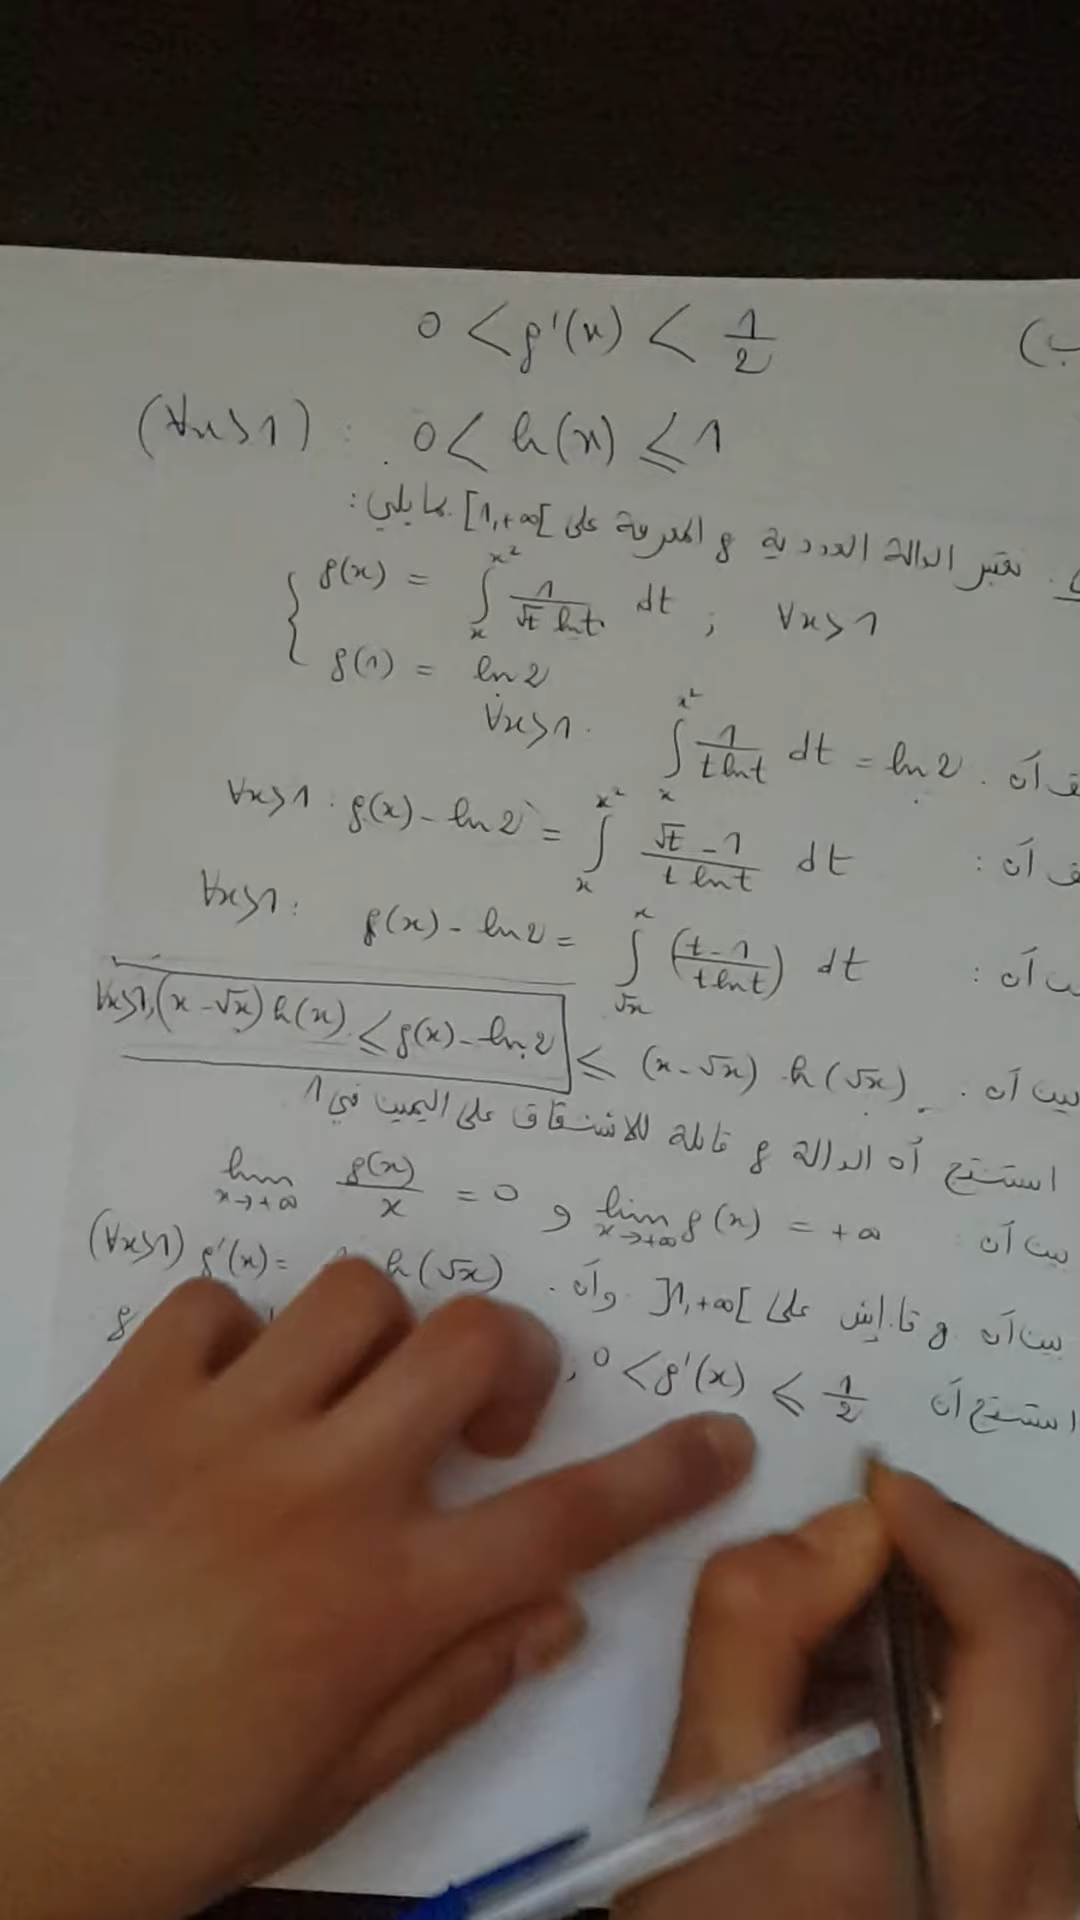 ب) 0 < g'(x) < 1/2
(∀x>1) : 0 < h(x) ≤ 1
نعتبر الدالة العددية g المعرفة على [1,+∞[ بما يلي:
{ g(x) = ∫_x^{x²} 1/(√t ln t) dt ; ∀x>1
g(1) = ln 2
أن . ∀x>1. ∫_x^{x²} 1/(t ln t) dt = ln 2
أن : ∀x>1 : g(x) - ln 2 = ∫_x^{x²} (√t - 1)/(t ln t) dt
أن : ∀x>1 : g(x) - ln 2 = ∫_{√x}^{x} ((t-1)/(t ln t)) dt
بين أن . ∀x>1, (x-√x) h(x) ≤ g(x) - ln 2 ≤ (x-√x) h(√x)
استنتج أن الدالة g قابلة للاشتقاق على اليمين في 1
بين أن : lim_{x→+∞} g(x) = +∞ و lim_{x→+∞} g(x)/x = 0
بين أن g ق.إش على ]1,+∞[ وأن . (∀x>1) g'(x) = h(√x)
استنتج أن 0 < g'(x) ≤ 1/2 , g